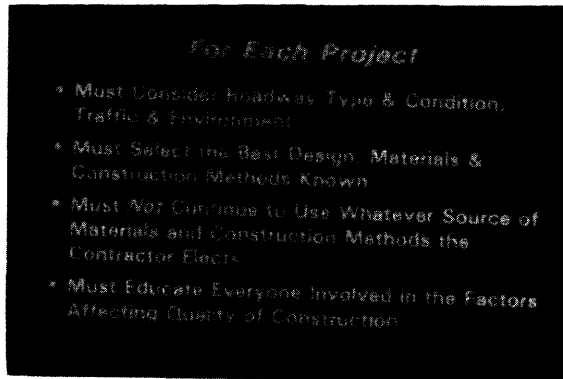 For Each Project
• Must Consider Roadway Type & Condition,
Traffic & Environment
• Must Select the Best Design, Materials &
Construction Methods Known
• Must Not Continue to Use Whatever Source of
Materials and Construction Methods the
Contractor Elects
• Must Educate Everyone Involved in the Factors
Affecting Quality of Construction